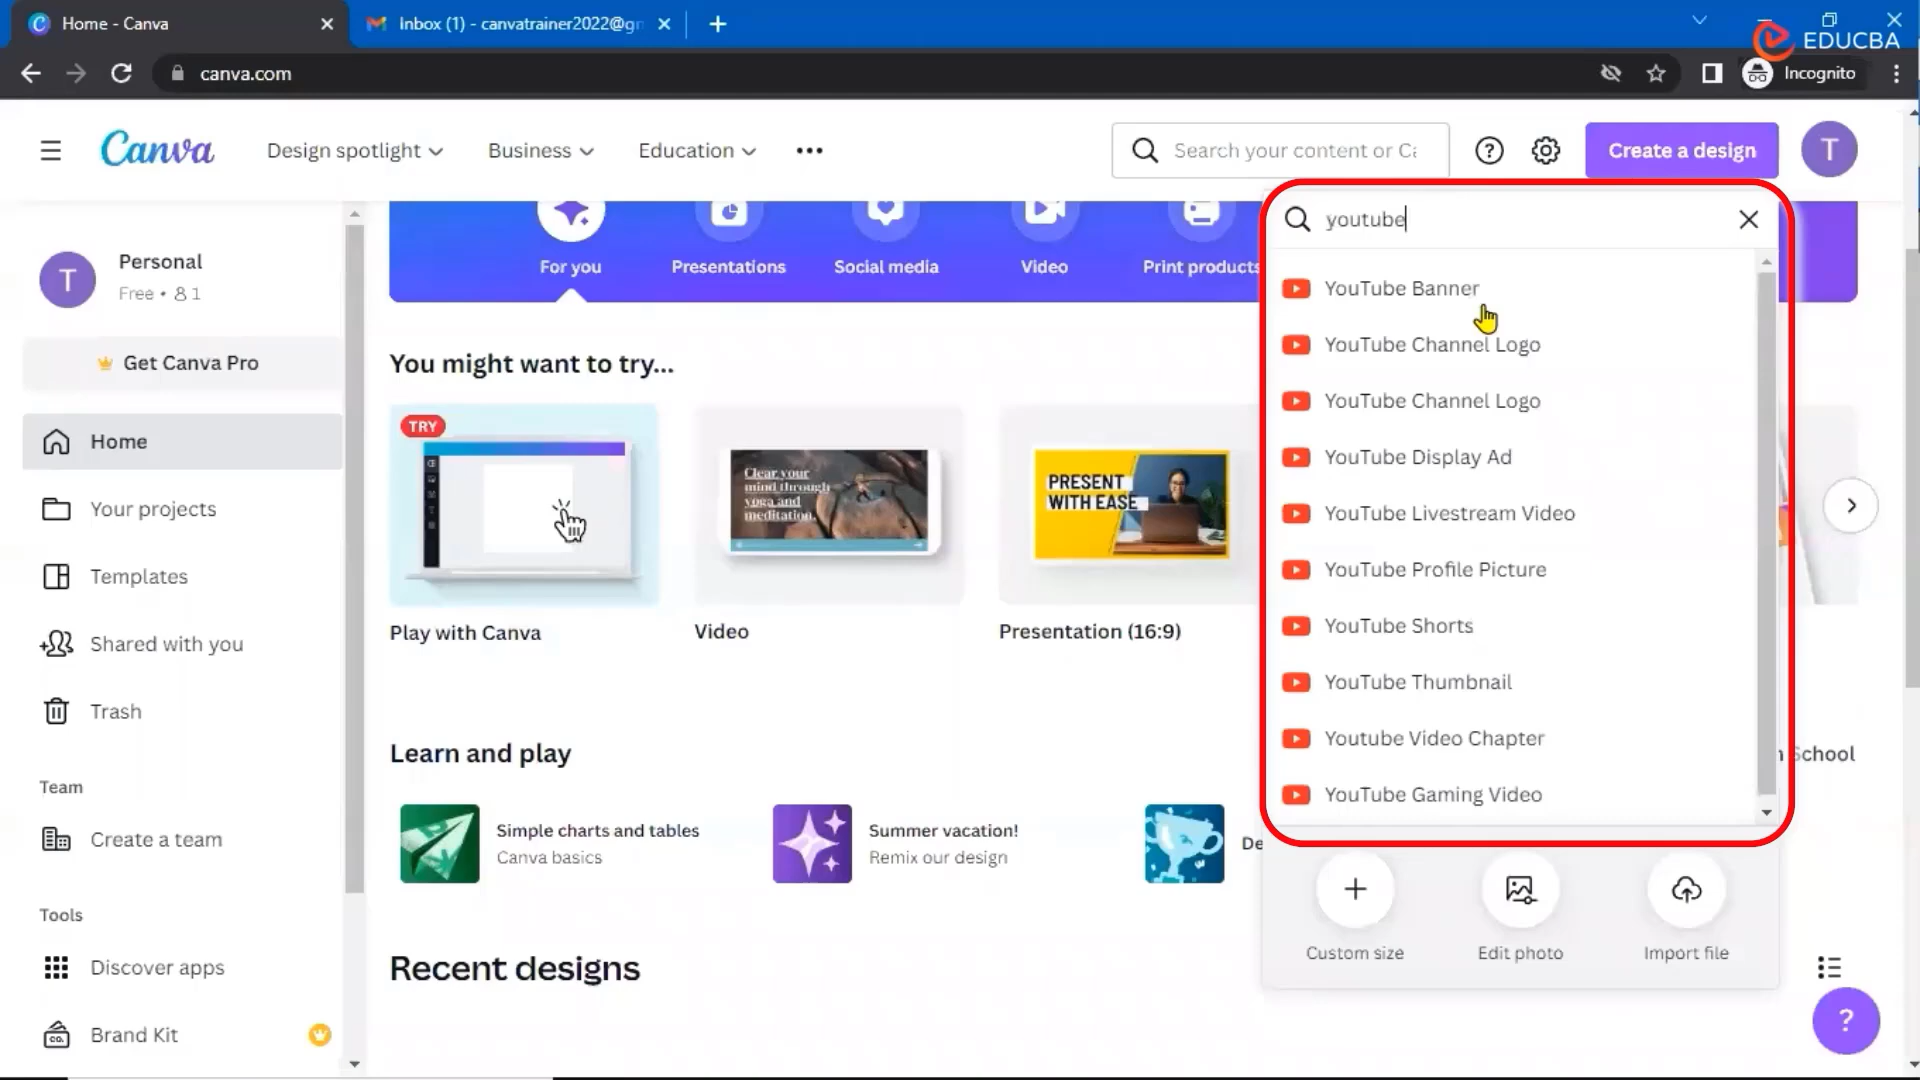 Home - Canva
Inbox (1) - canvatrainer2022@gm
EDUCBA
canva.com
Incognito
Canva
Design spotlight
Business
Education
Search your content or Ca
Create a design
T
T
Personal
Free • 1
Get Canva Pro
Home
Your projects
Templates
Shared with you
Trash
Team
Create a team
Tools
Discover apps
Brand Kit
For you
Presentations
Social media
Video
Print products
You might want to try...
TRY
Clear your
mind through
yoga and
meditation.
PRESENT
WITH EASE
Play with Canva
Video
Presentation (16:9)
Learn and play
School
Simple charts and tables
Canva basics
Summer vacation!
Remix our design
De
Recent designs
youtube
YouTube Banner
YouTube Channel Logo
YouTube Channel Logo
YouTube Display Ad
YouTube Livestream Video
YouTube Profile Picture
YouTube Shorts
YouTube Thumbnail
Youtube Video Chapter
YouTube Gaming Video
Custom size
Edit photo
Import file
?